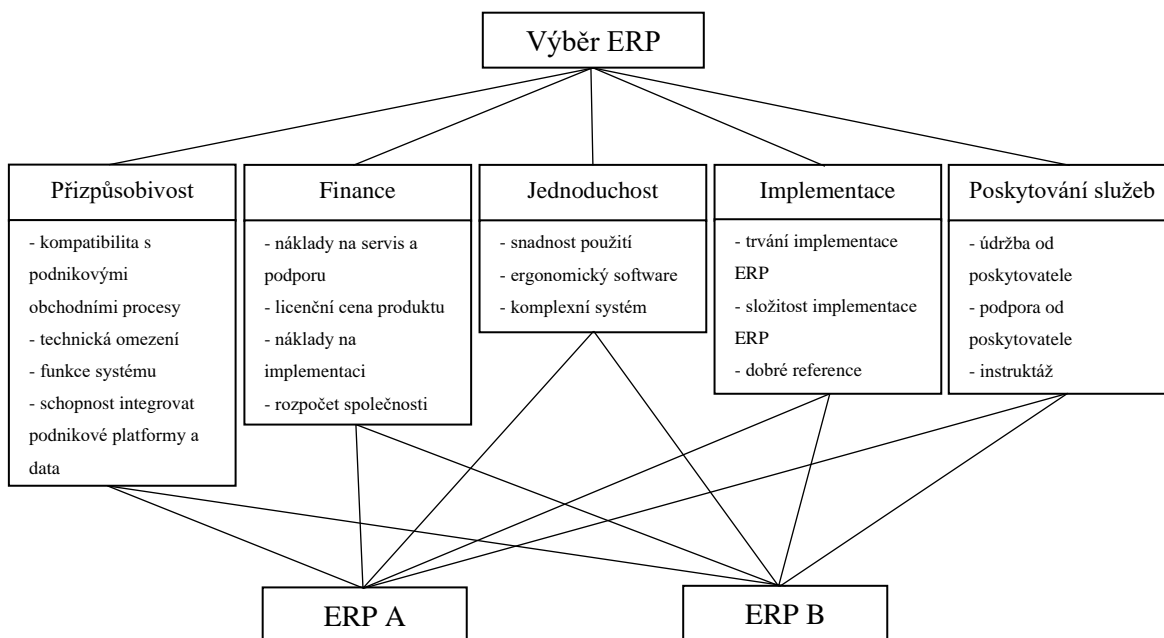 Výběr ERP
Přizpůsobivost
- kompatibilita s
podnikovými
obchodními procesy
- technická omezení
- funkce systému
- schopnost integrovat
podnikové platformy a
data
Finance
- náklady na servis a
podporu
- licenční cena produktu
- náklady na
implementaci
- rozpočet společnosti
Jednoduchost
- snadnost použití
- ergonomický software
- komplexní systém
Implementace
- trvání implementace
ERP
- složitost implementace
ERP
- dobré reference
Poskytování služeb
- údržba od
poskytovatele
- podpora od
poskytovatele
- instruktáž
ERP A
ERP B